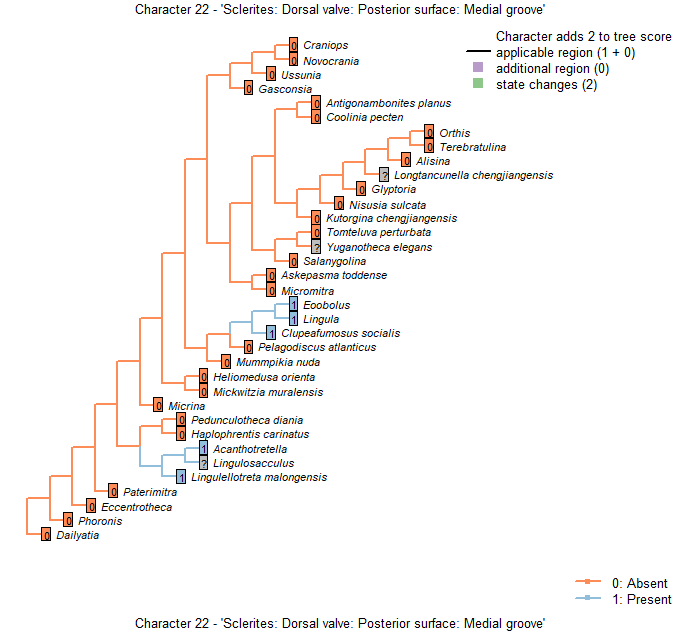 Character 22 - 'Sclerites: Dorsal valve: Posterior surface: Medial groove'
Character adds 2 to tree score
applicable region (1 + 0)
additional region (0)
state changes (2)
0 Craniops
0 Novocrania
0 Ussunia
0 Gasconsia
0 Antigonambonites planus
0 Coolinia pecten
0 Orthis
0 Terebratulina
0 Alisina
? Longtancunella chengjiangensis
0 Glyptoria
0 Nisusia sulcata
0 Kutorgina chengjiangensis
0 Tomteluva perturbata
? Yuganotheca elegans
0 Salanygolina
0 Askepasma toddense
0 Micromitra
1 Eoobolus
1 Lingula
1 Clupeafumosus socialis
0 Pelagodiscus atlanticus
0 Mummpikia nuda
0 Heliomedusa orienta
0 Mickwitzia muralensis
0 Micrina
0 Pedunculotheca diania
0 Haplophrentis carinatus
1 Acanthotretella
? Lingulosacculus
1 Lingulellotreta malongensis
0 Paterimitra
0 Eccentrotheca
0 Phoronis
0 Dailyatia
0: Absent
1: Present
Character 22 - 'Sclerites: Dorsal valve: Posterior surface: Medial groove'